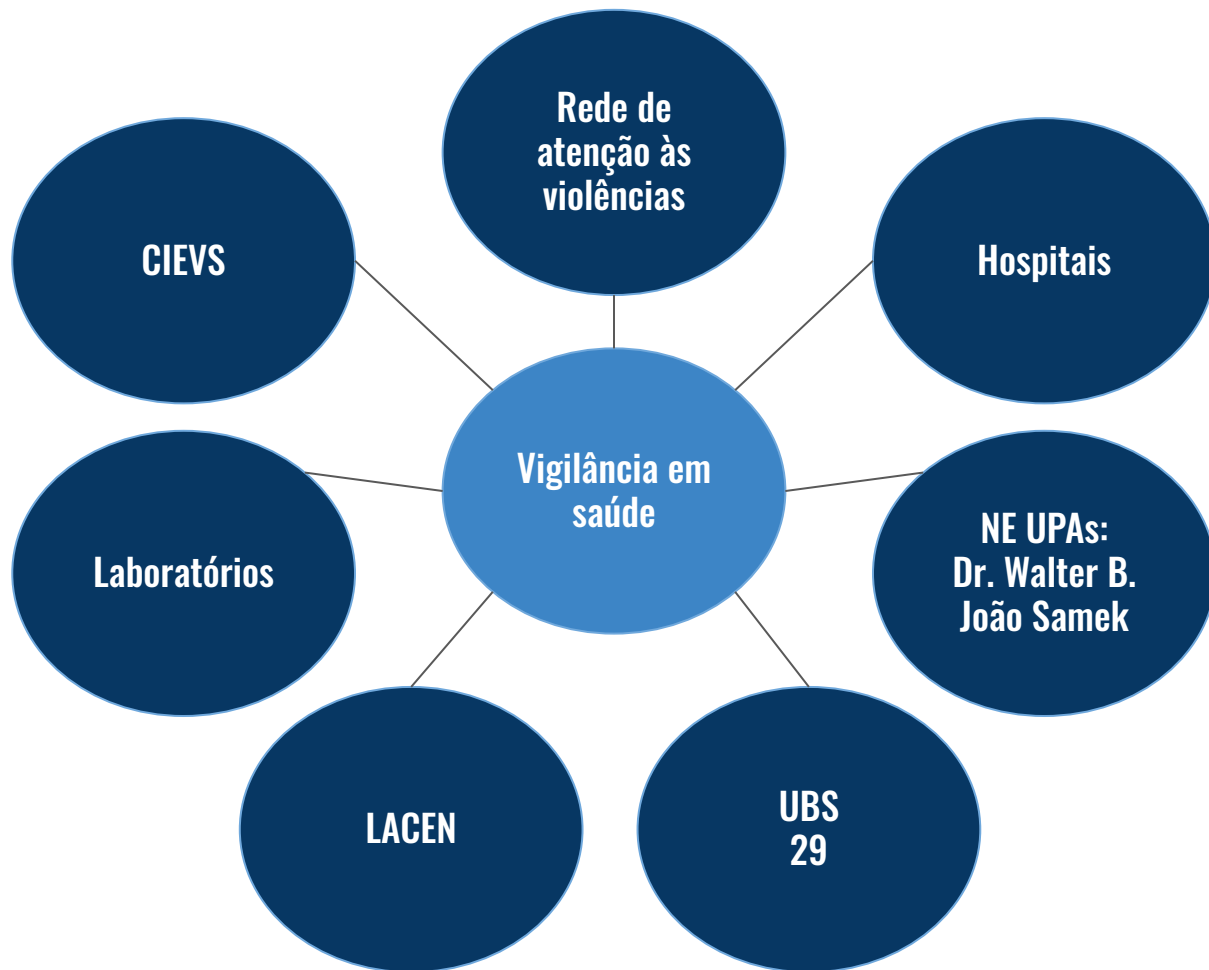 Rede de
atenção às
violências
CIEVS
Hospitais
Vigilância em
saúde
Laboratórios
NE UPAs:
Dr. Walter B.
João Samek
LACEN
UBS
29